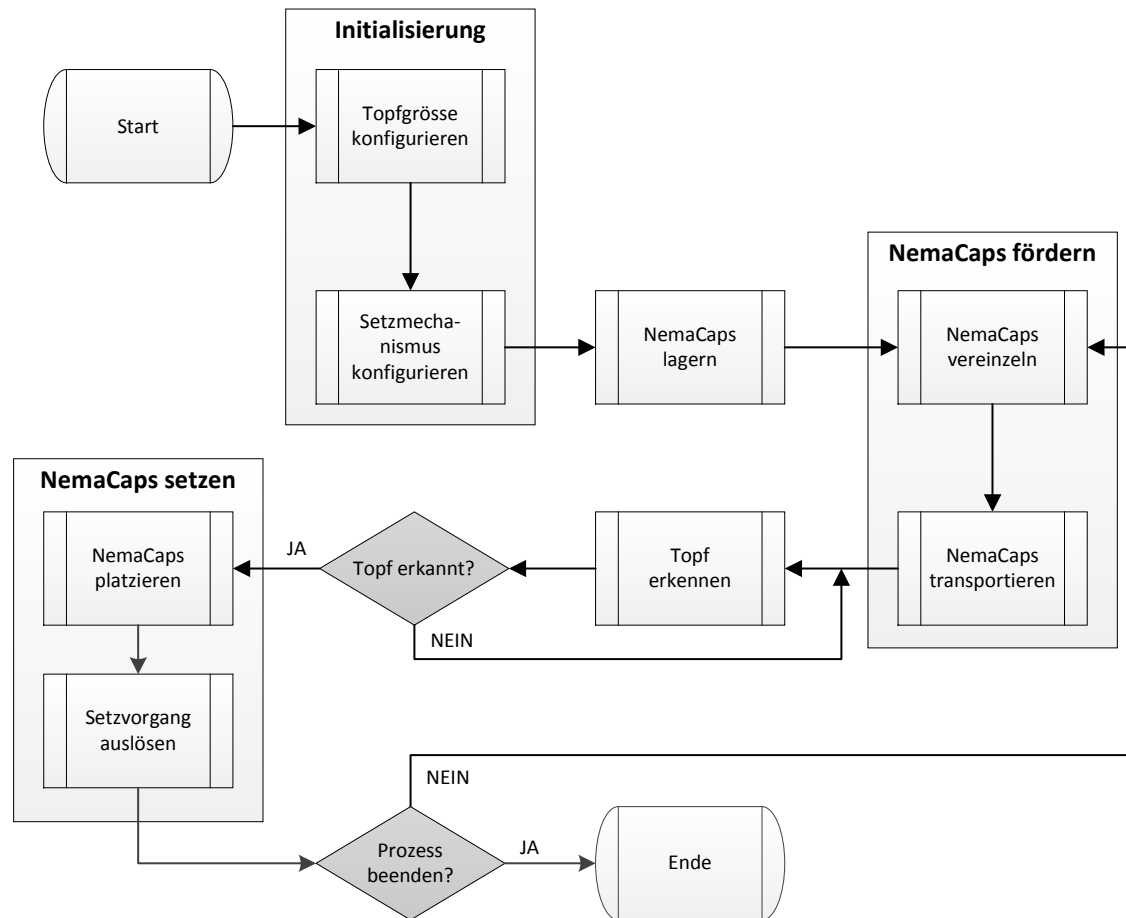 Initialisierung
Start
Topfgrösse
konfigurieren
Setzmecha-
nismus
konfigurieren
NemaCaps
lagern
NemaCaps fördern
NemaCaps
vereinzeln
NemaCaps
transportieren
Topf
erkennen
Topf erkannt?
JA
NEIN
NemaCaps setzen
NemaCaps
platzieren
Setzvorgang
auslösen
Prozess
beenden?
NEIN
JA
Ende